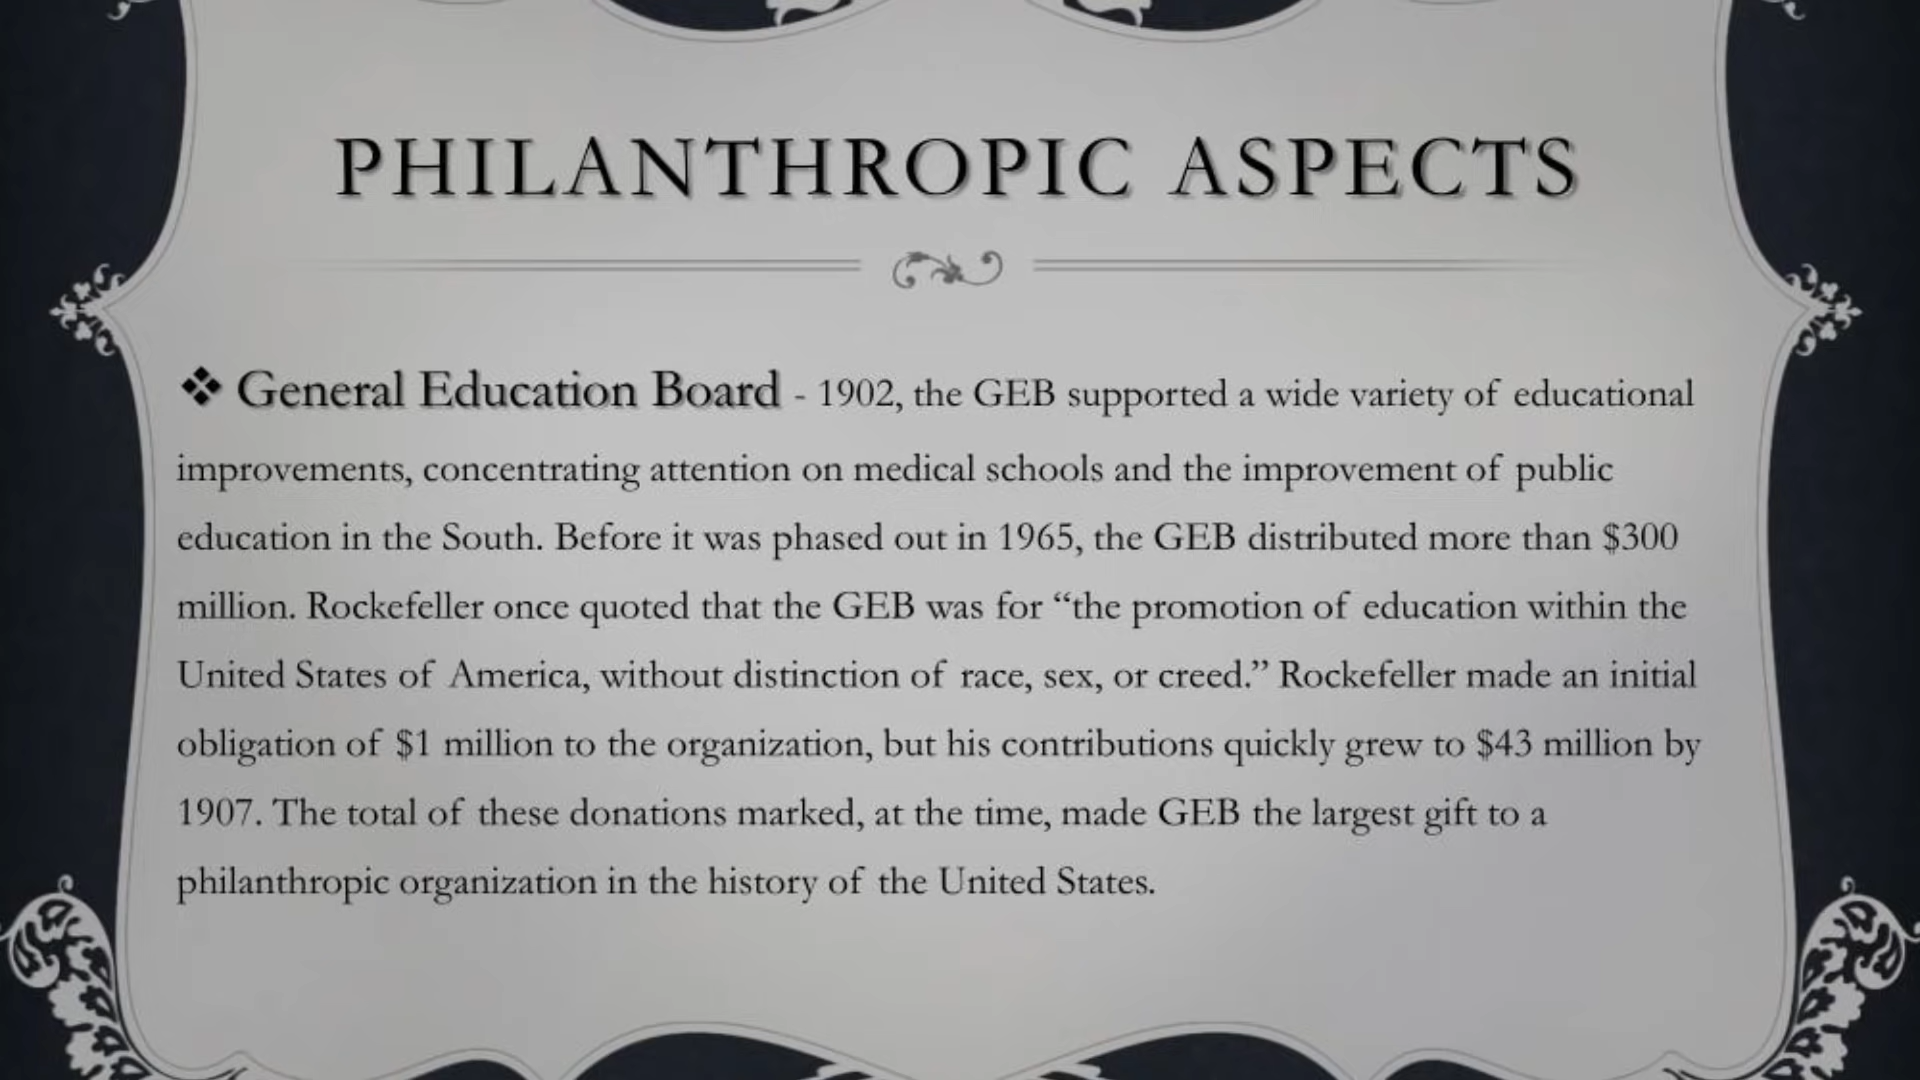 PHILANTHROPIC ASPECTS
❖ General Education Board - 1902, the GEB supported a wide variety of educational
improvements, concentrating attention on medical schools and the improvement of public
education in the South. Before it was phased out in 1965, the GEB distributed more than $300
million. Rockefeller once quoted that the GEB was for “the promotion of education within the
United States of America, without distinction of race, sex, or creed.” Rockefeller made an initial
obligation of $1 million to the organization, but his contributions quickly grew to $43 million by
1907. The total of these donations marked, at the time, made GEB the largest gift to a
philanthropic organization in the history of the United States.